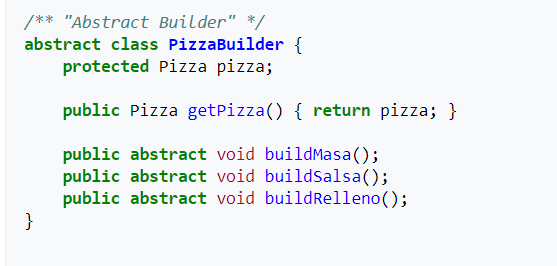 /** "Abstract Builder" */
abstract class PizzaBuilder {
    protected Pizza pizza;

    public Pizza getPizza() { return pizza; }

    public abstract void buildMasa();
    public abstract void buildSalsa();
    public abstract void buildRelleno();
}